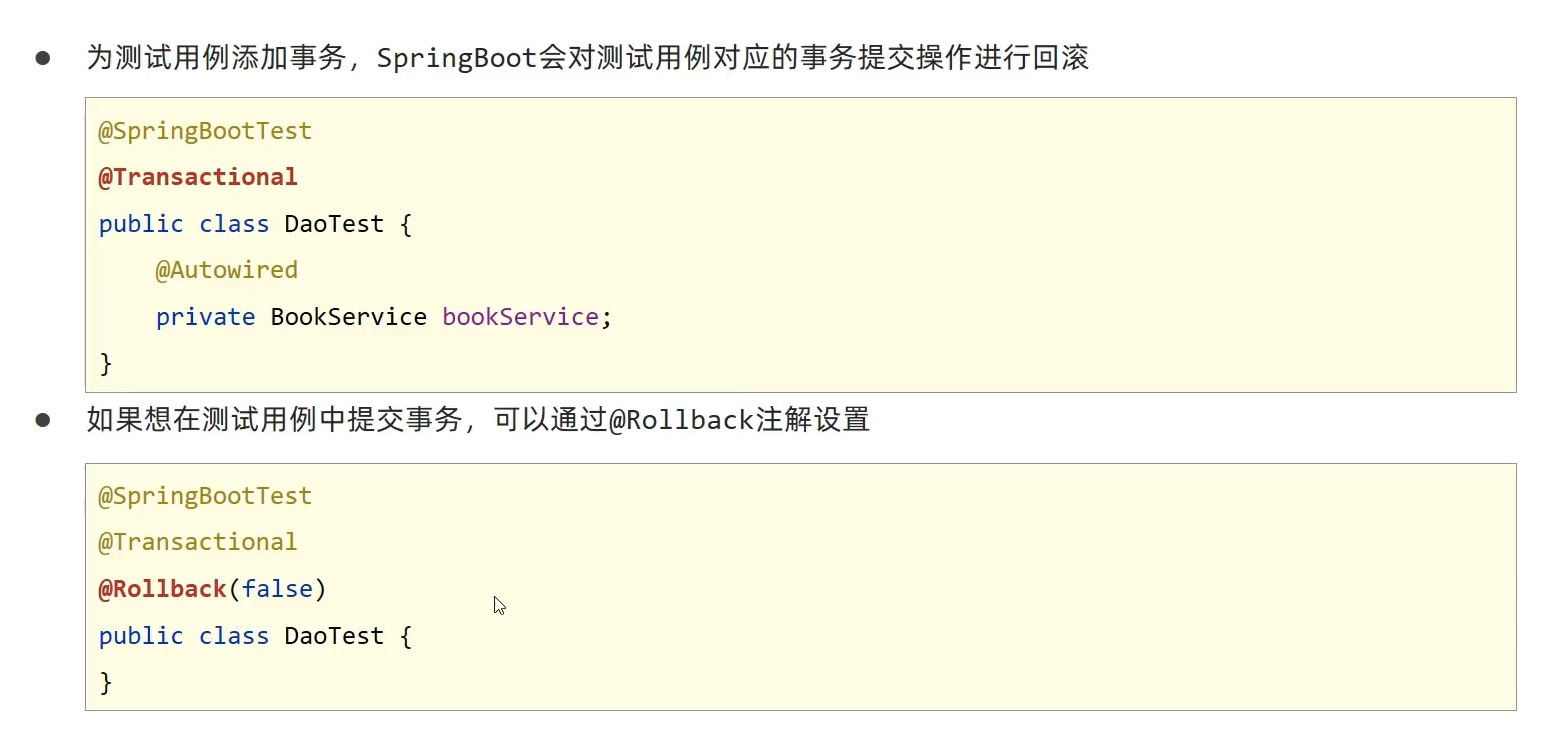 ● 为测试用例添加事务，SpringBoot会对测试用例对应的事务提交操作进行回滚
@SpringBootTest
@Transactional
public class DaoTest {
    @Autowired
    private BookService bookService;
}
● 如果想在测试用例中提交事务，可以通过@Rollback注解设置
@SpringBootTest
@Transactional
@Rollback(false)
public class DaoTest {
}